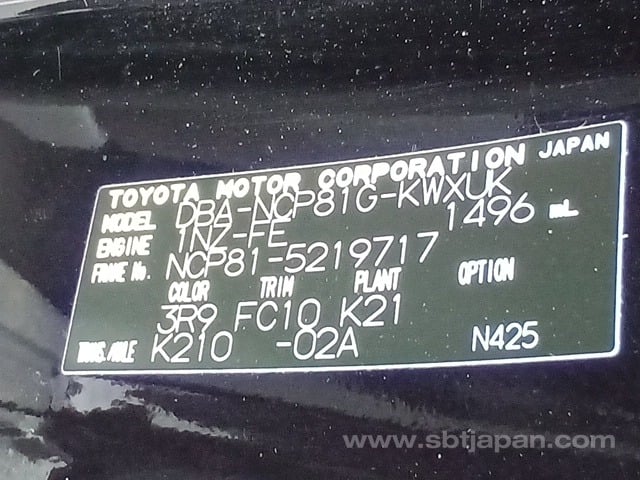 TOYOTA MOTOR CORPORATION JAPAN
MODEL DBA-NCP81G-KWXUK
ENGINE 1NZ-FE 1496 mL
FRAME No. NCP81-5219717
COLOR TRIM PLANT OPTION
3R9 FC10 K21
TRANS./AXLE K210 -02A N425
www.sbtjapan.com